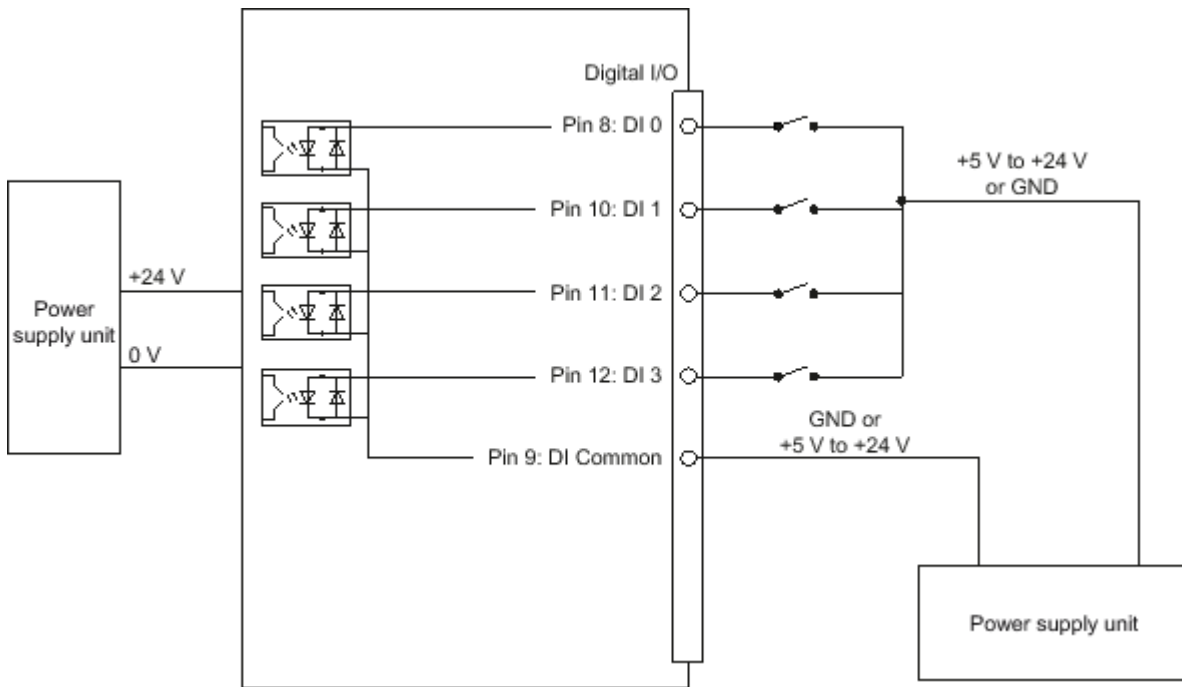 Digital I/O
Pin 8: DI 0
+5 V to +24 V
or GND
Pin 10: DI 1
+24 V
Pin 11: DI 2
Power
supply unit
0 V
Pin 12: DI 3
GND or
+5 V to +24 V
Pin 9: DI Common
Power supply unit